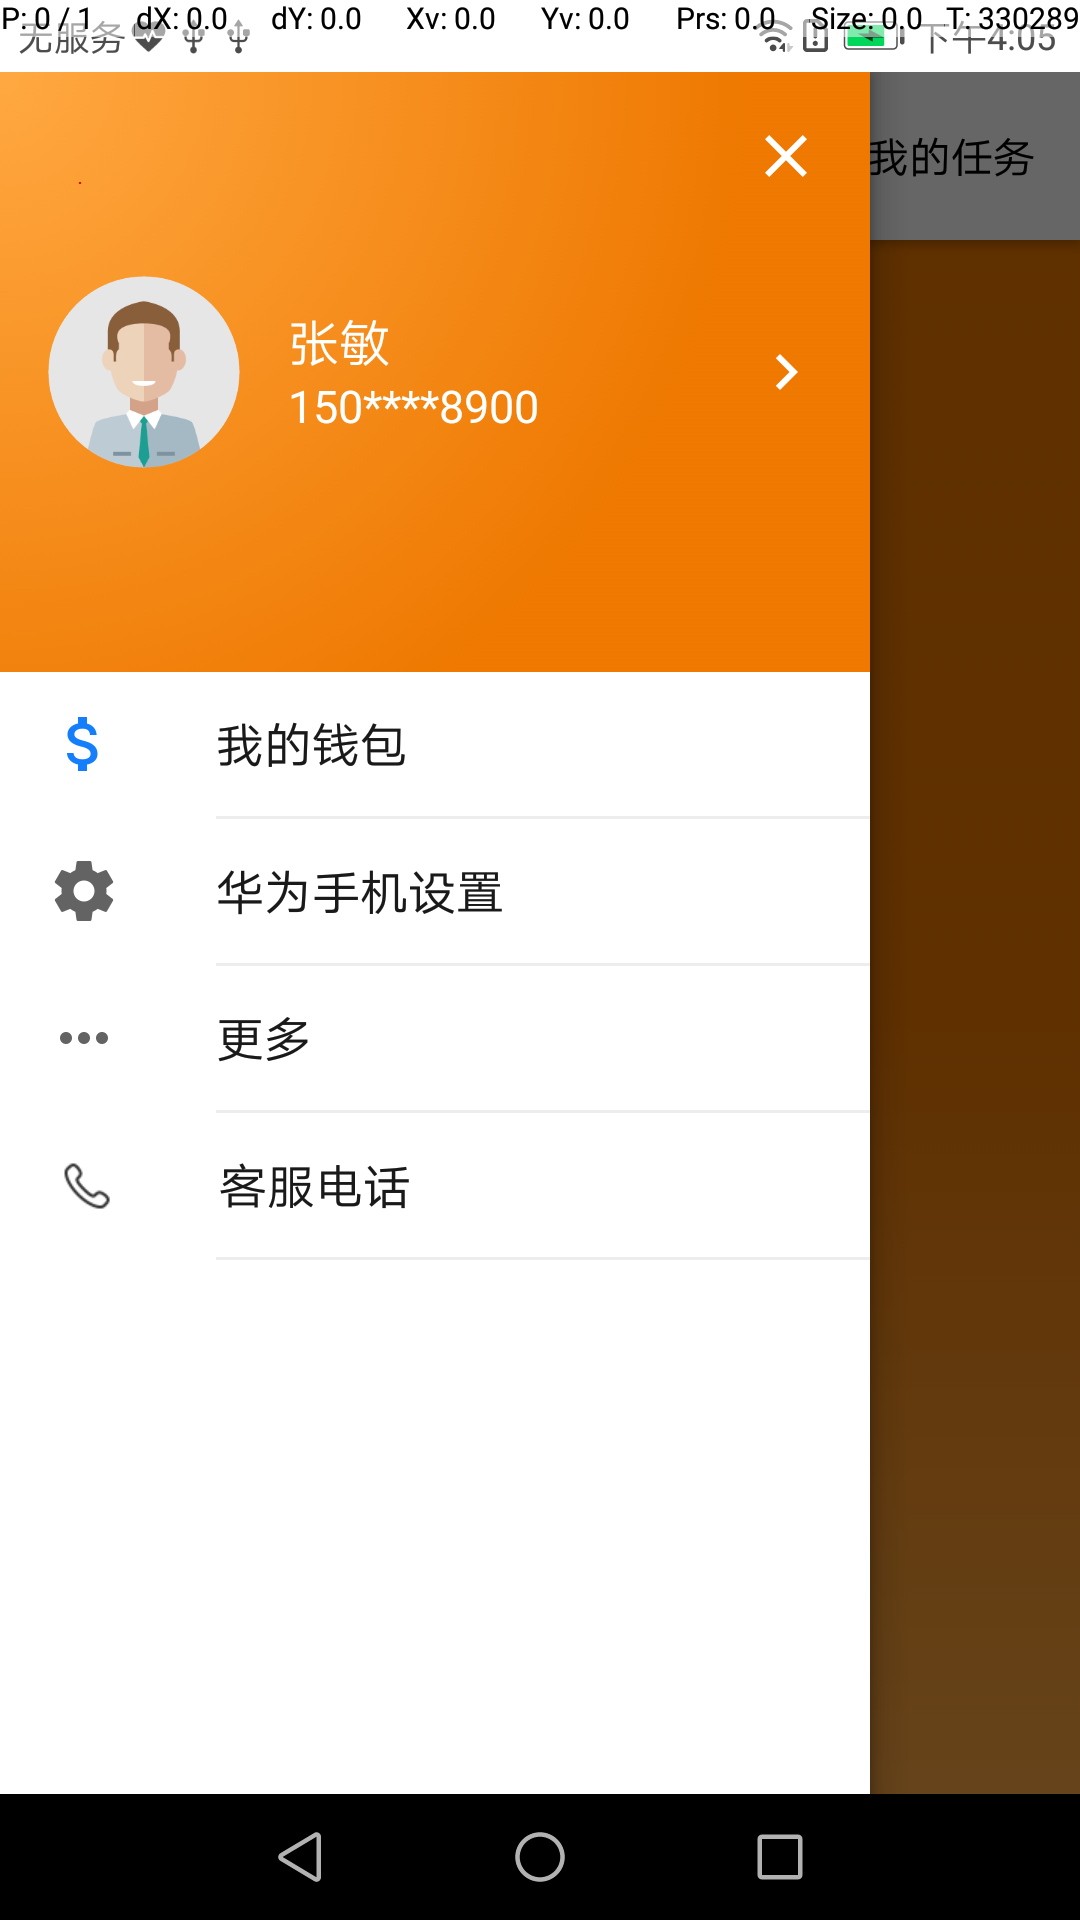 P: 0 / 1 dX: 0.0 dY: 0.0 Xv: 0.0 Yv: 0.0 Prs: 0.0 Size: 0.0 T: 330289
无服务 下午4:05
我的任务
张敏
150****8900
我的钱包
华为手机设置
更多
客服电话